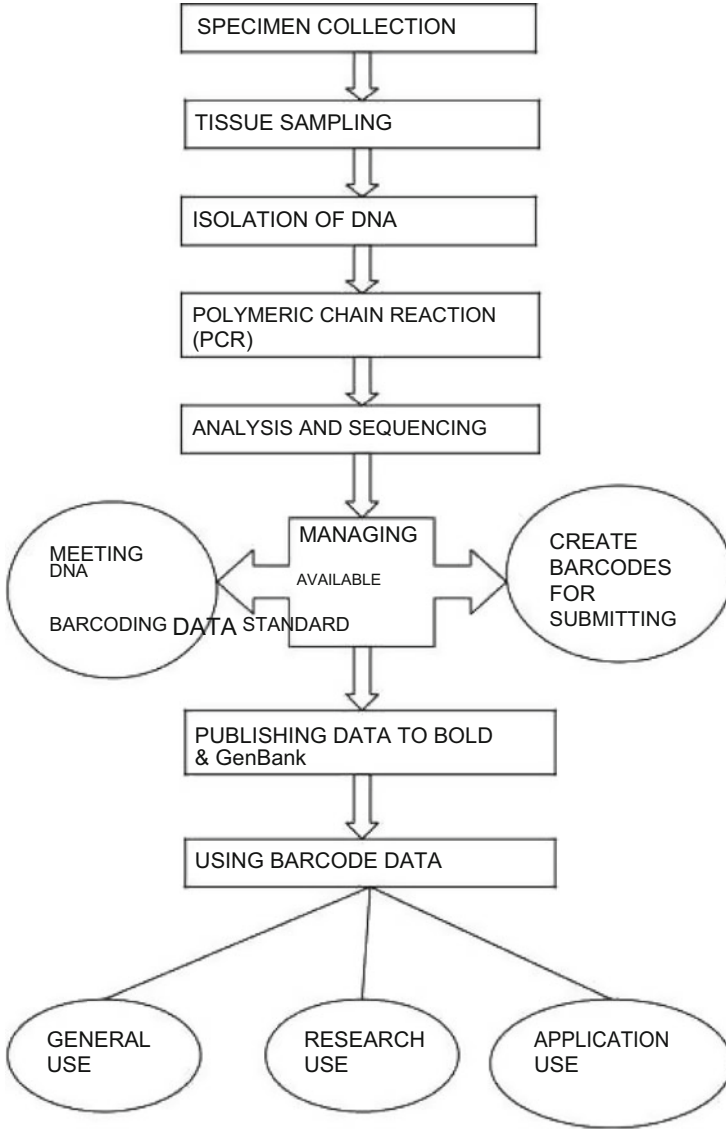 SPECIMEN COLLECTION
TISSUE SAMPLING
ISOLATION OF DNA
POLYMERIC CHAIN REACTION
(PCR)
ANALYSIS AND SEQUENCING
MEETING
DNA
BARCODING DATA STANDARD
MANAGING
AVAILABLE
CREATE
BARCODES
FOR
SUBMITTING
PUBLISHING DATA TO BOLD
& GenBank
USING BARCODE DATA
GENERAL
USE
RESEARCH
USE
APPLICATION
USE